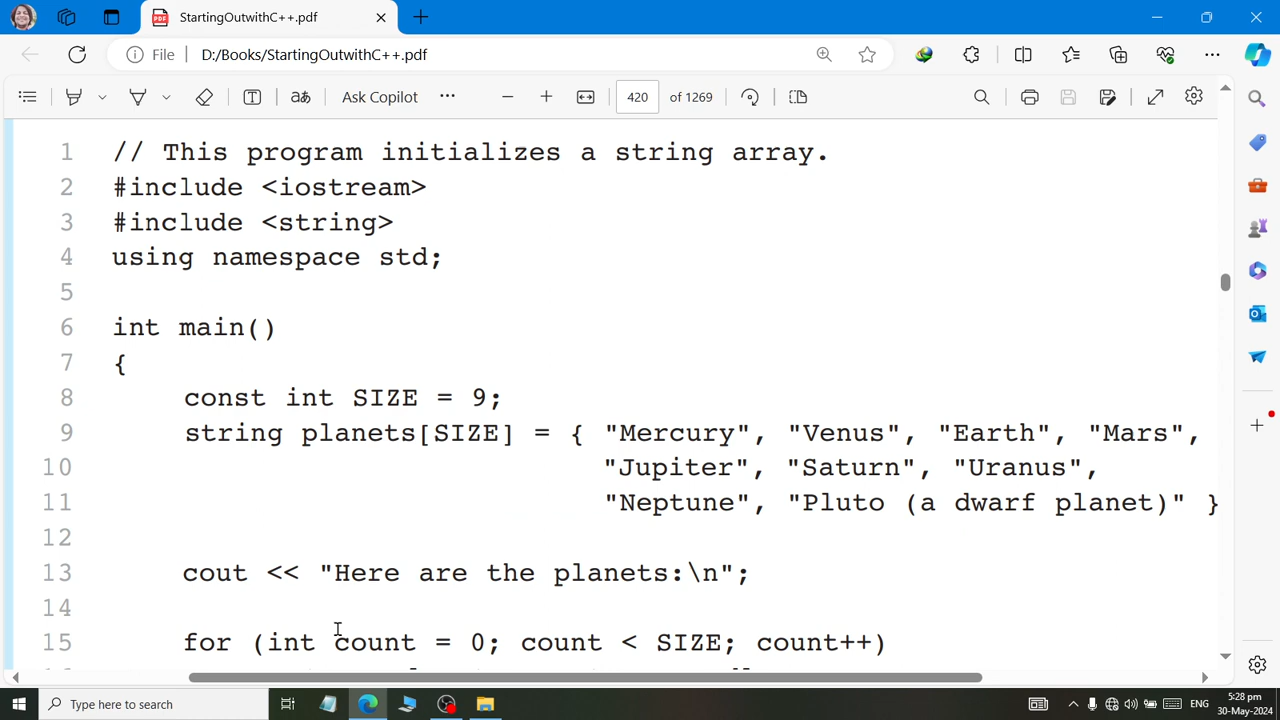 StartingOutwithC++.pdf
File
D:/Books/StartingOutwithC++.pdf
Ask Copilot
420 of 1269
1 // This program initializes a string array.
2 #include <iostream>
3 #include <string>
4 using namespace std;
5
6 int main()
7 {
8 const int SIZE = 9;
9 string planets[SIZE] = { "Mercury", "Venus", "Earth", "Mars",
10 "Jupiter", "Saturn", "Uranus",
11 "Neptune", "Pluto (a dwarf planet)" }
12
13 cout << "Here are the planets:\n";
14
15 for (int count = 0; count < SIZE; count++)
Type here to search
ENG
5:28 pm
30-May-2024